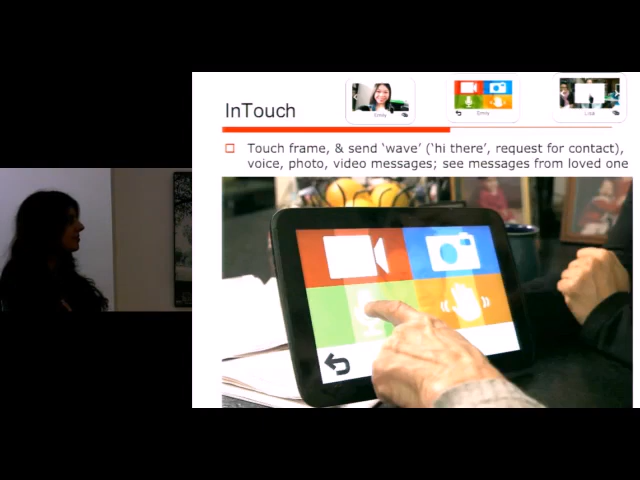 InTouch
Emily
Emily
Lisa
Touch frame, & send ‘wave’ (‘hi there’, request for contact),
voice, photo, video messages; see messages from loved one